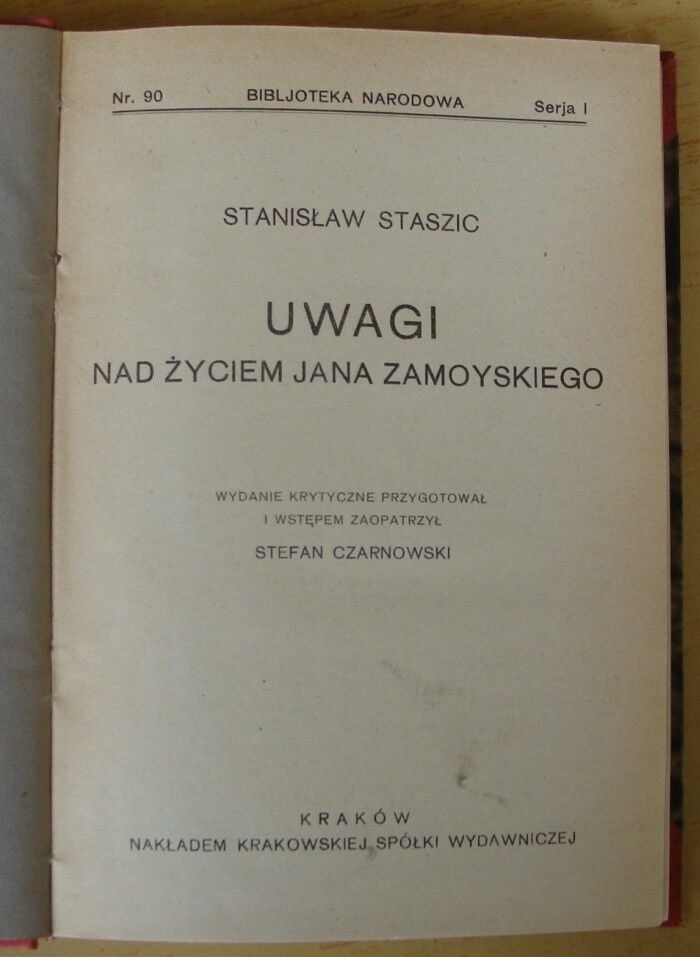 Nr. 90 BIBLJOTEKA NARODOWA Serja I
STANISŁAW STASZIC
UWAGI
NAD ŻYCIEM JANA ZAMOYSKIEGO
WYDANIE KRYTYCZNE PRZYGOTOWAŁ
I WSTĘPEM ZAOPATRZYŁ
STEFAN CZARNOWSKI
KRAKÓW
NAKŁADEM KRAKOWSKIEJ SPÓŁKI WYDAWNICZEJ